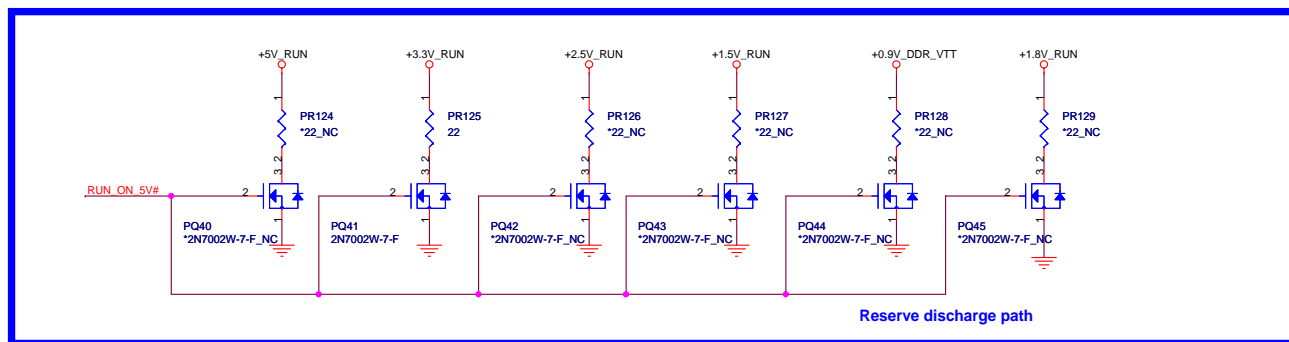 +5V_RUN
+3.3V_RUN
+2.5V_RUN
+1.5V_RUN
+0.9V_DDR_VTT
+1.8V_RUN
1
1
1
1
1
1
PR124
*22_NC
PR125
22
PR126
*22_NC
PR127
*22_NC
PR128
*22_NC
PR129
*22_NC
3 2
3 2
3 2
3 2
3 2
3 2
RUN_ON_5V#
2
2
2
2
2
2
1
1
1
1
1
1
PQ40
*2N7002W-7-F_NC
PQ41
2N7002W-7-F
PQ42
*2N7002W-7-F_NC
PQ43
*2N7002W-7-F_NC
PQ44
*2N7002W-7-F_NC
PQ45
*2N7002W-7-F_NC
Reserve discharge path